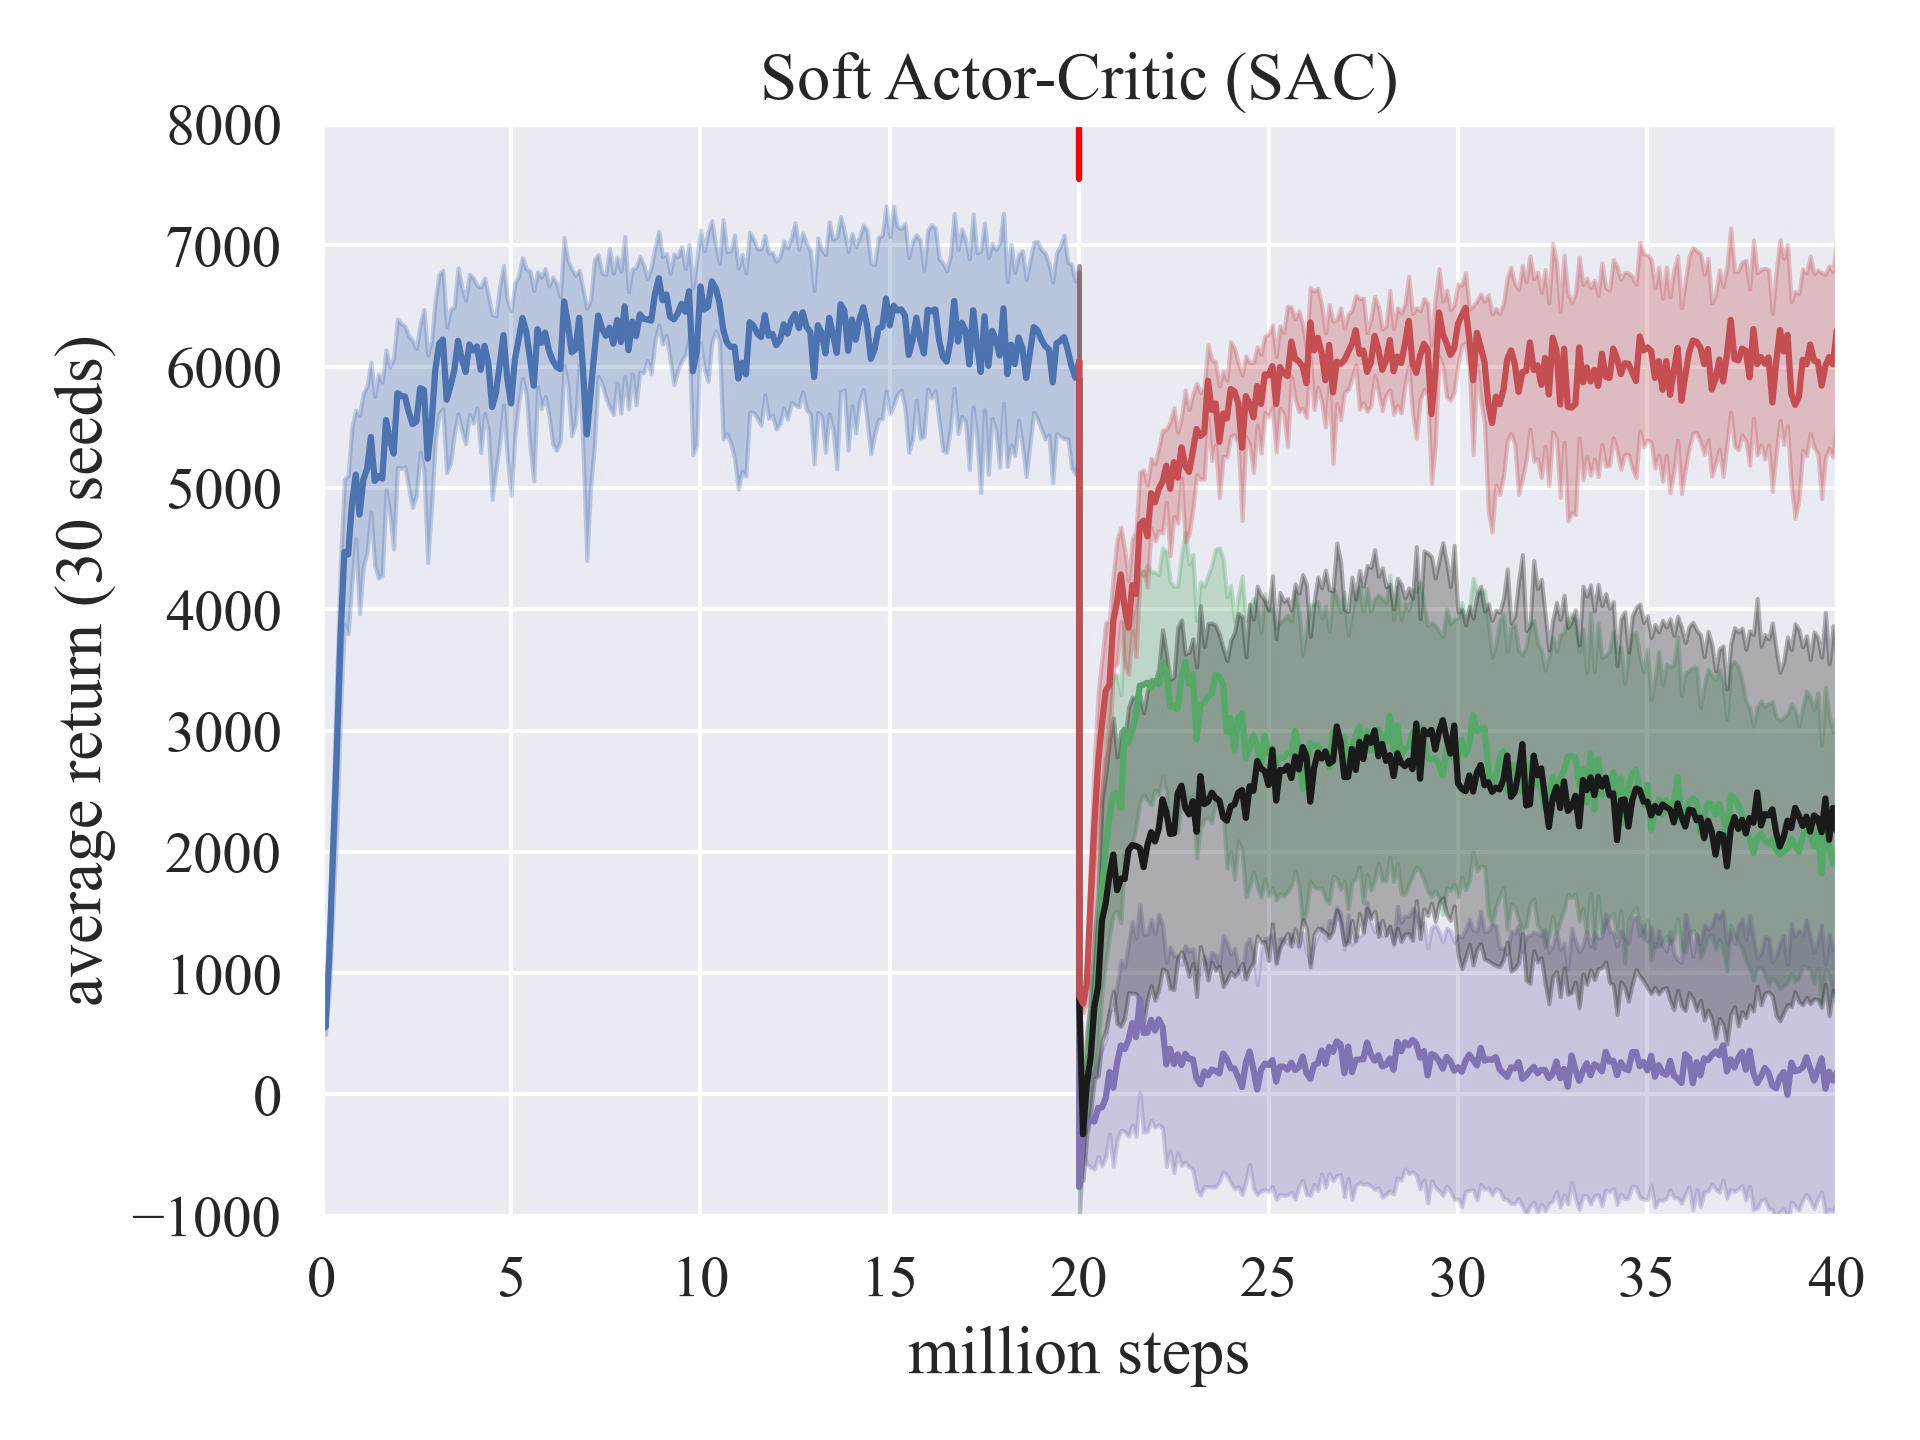 Soft Actor-Critic (SAC)
8000
7000
6000
5000
4000
3000
2000
1000
0
−1000
average return (30 seeds)
0 5 10 15 20 25 30 35 40
million steps